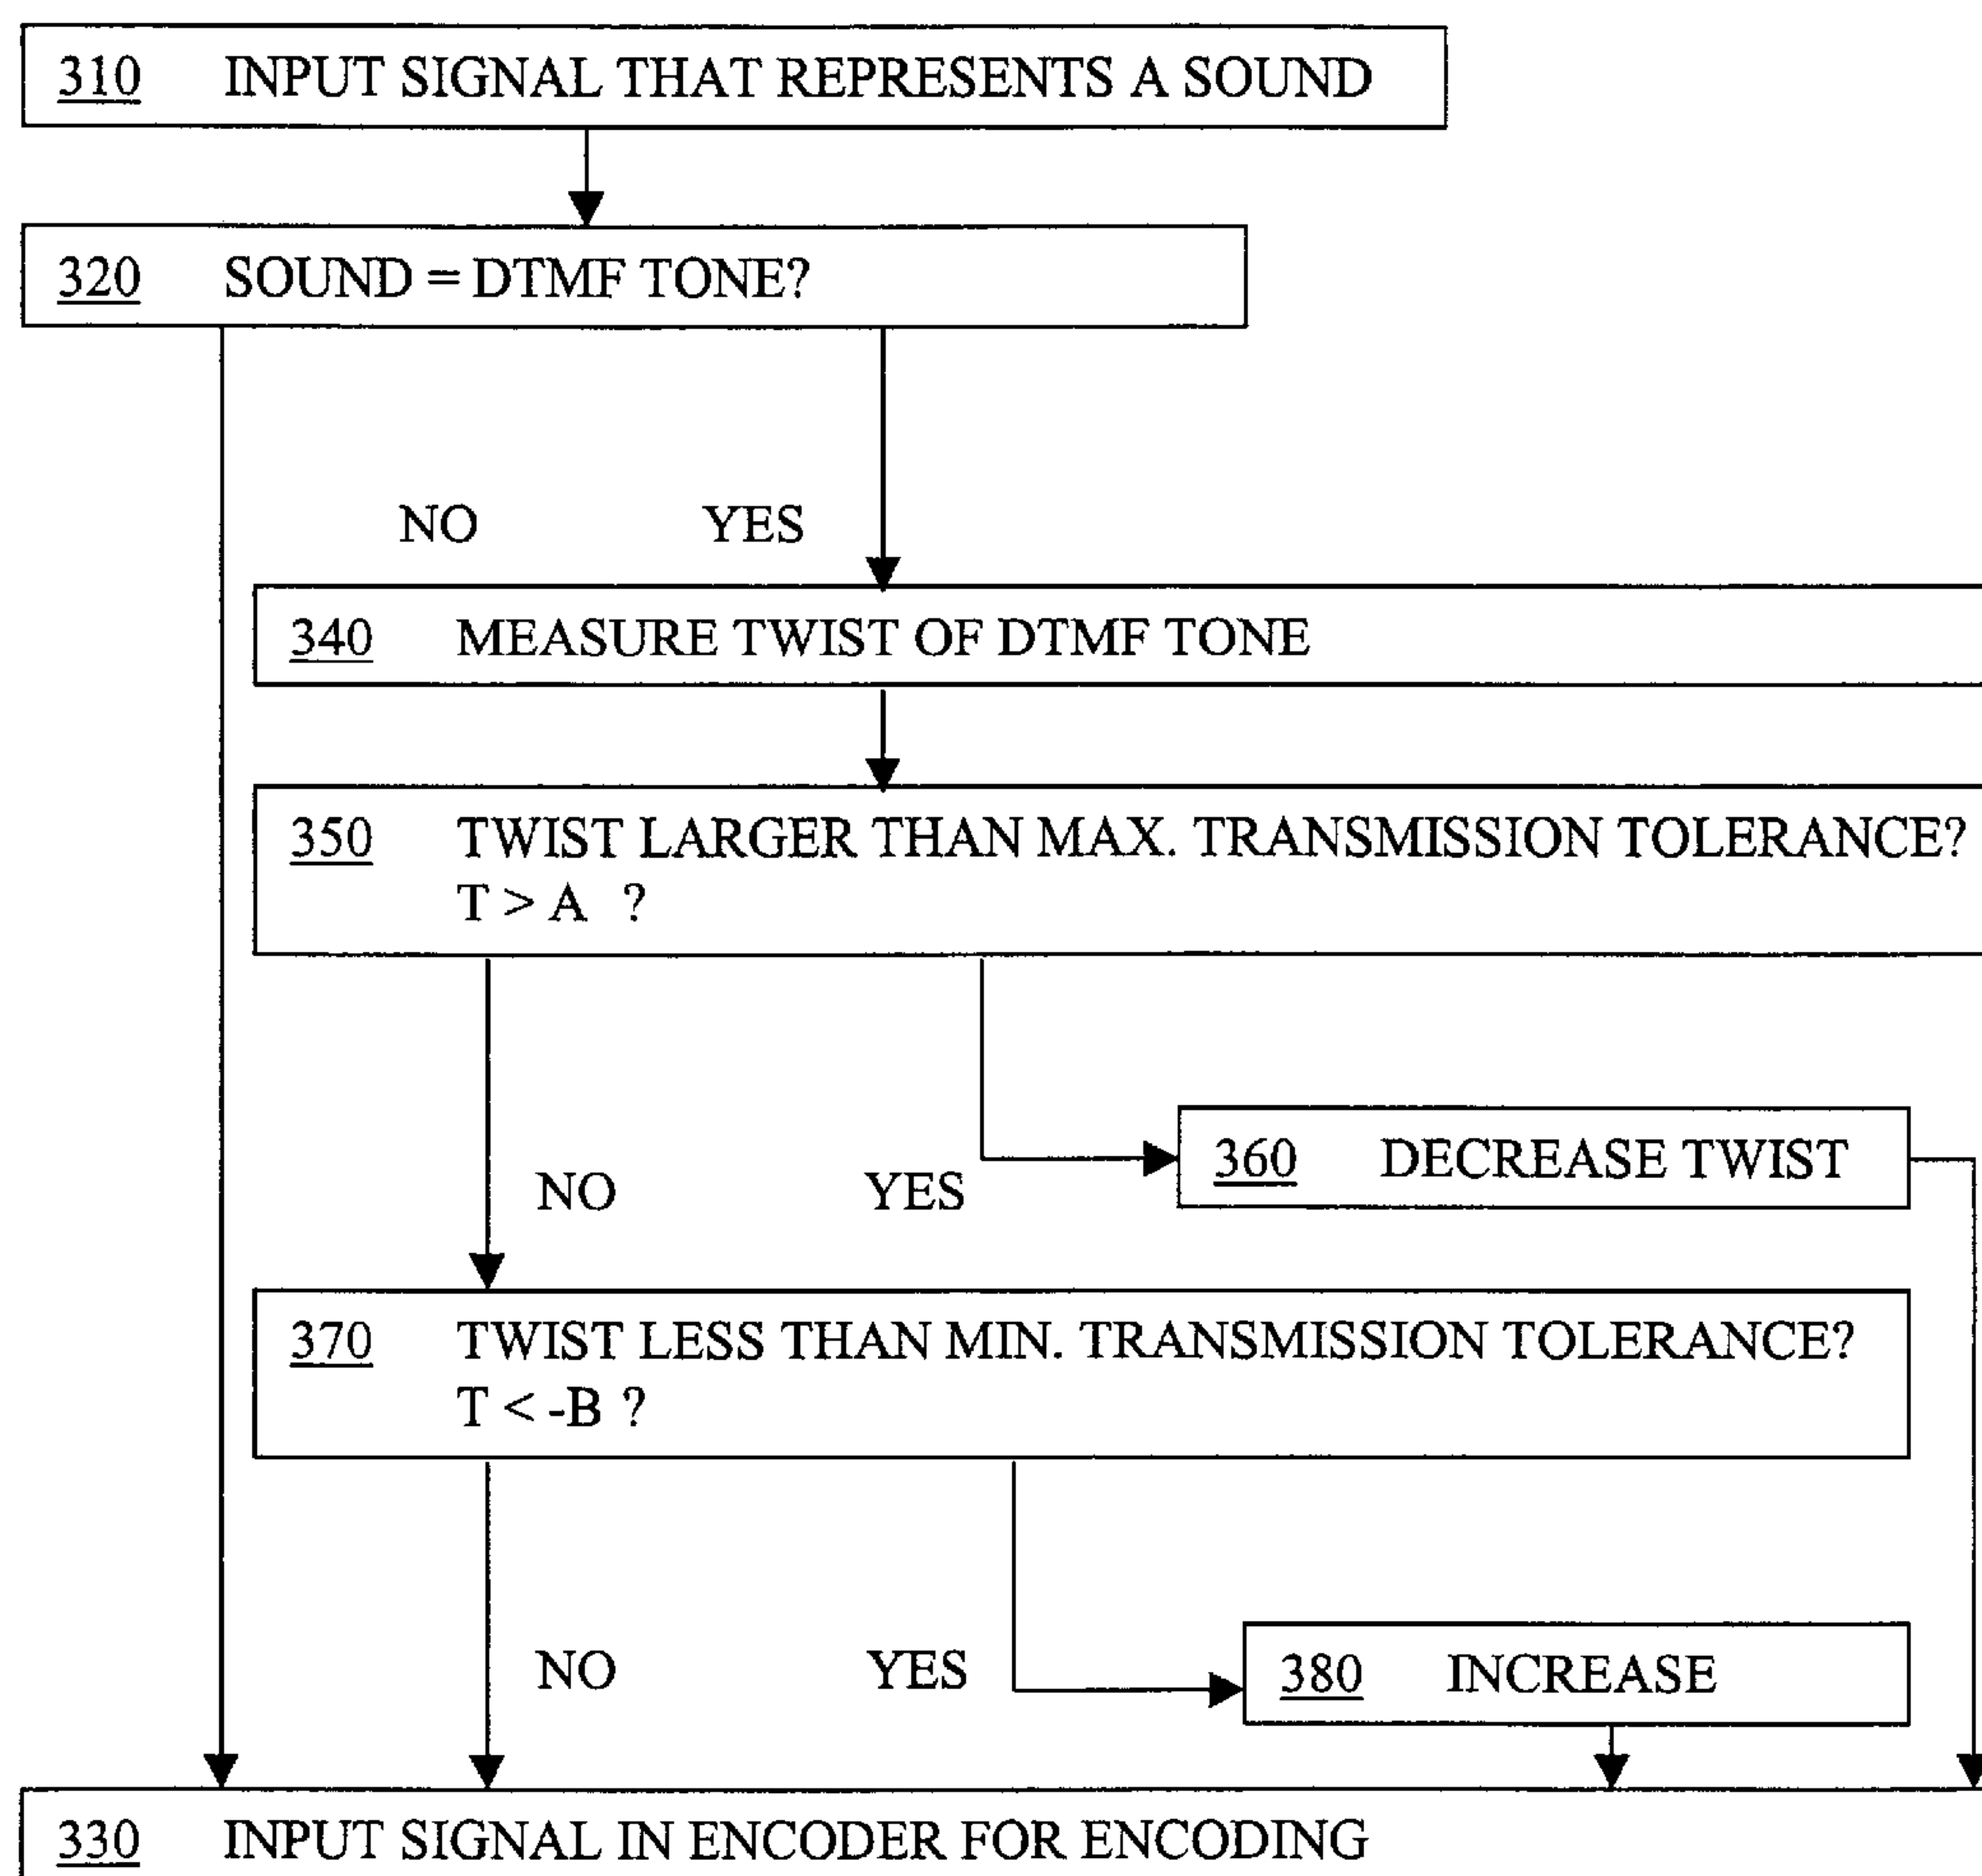 310 INPUT SIGNAL THAT REPRESENTS A SOUND
320 SOUND = DTMF TONE?
NO YES
340 MEASURE TWIST OF DTMF TONE
350 TWIST LARGER THAN MAX. TRANSMISSION TOLERANCE?
T > A ?
360 DECREASE TWIST
NO YES
370 TWIST LESS THAN MIN. TRANSMISSION TOLERANCE?
T < -B ?
NO YES
380 INCREASE
330 INPUT SIGNAL IN ENCODER FOR ENCODING